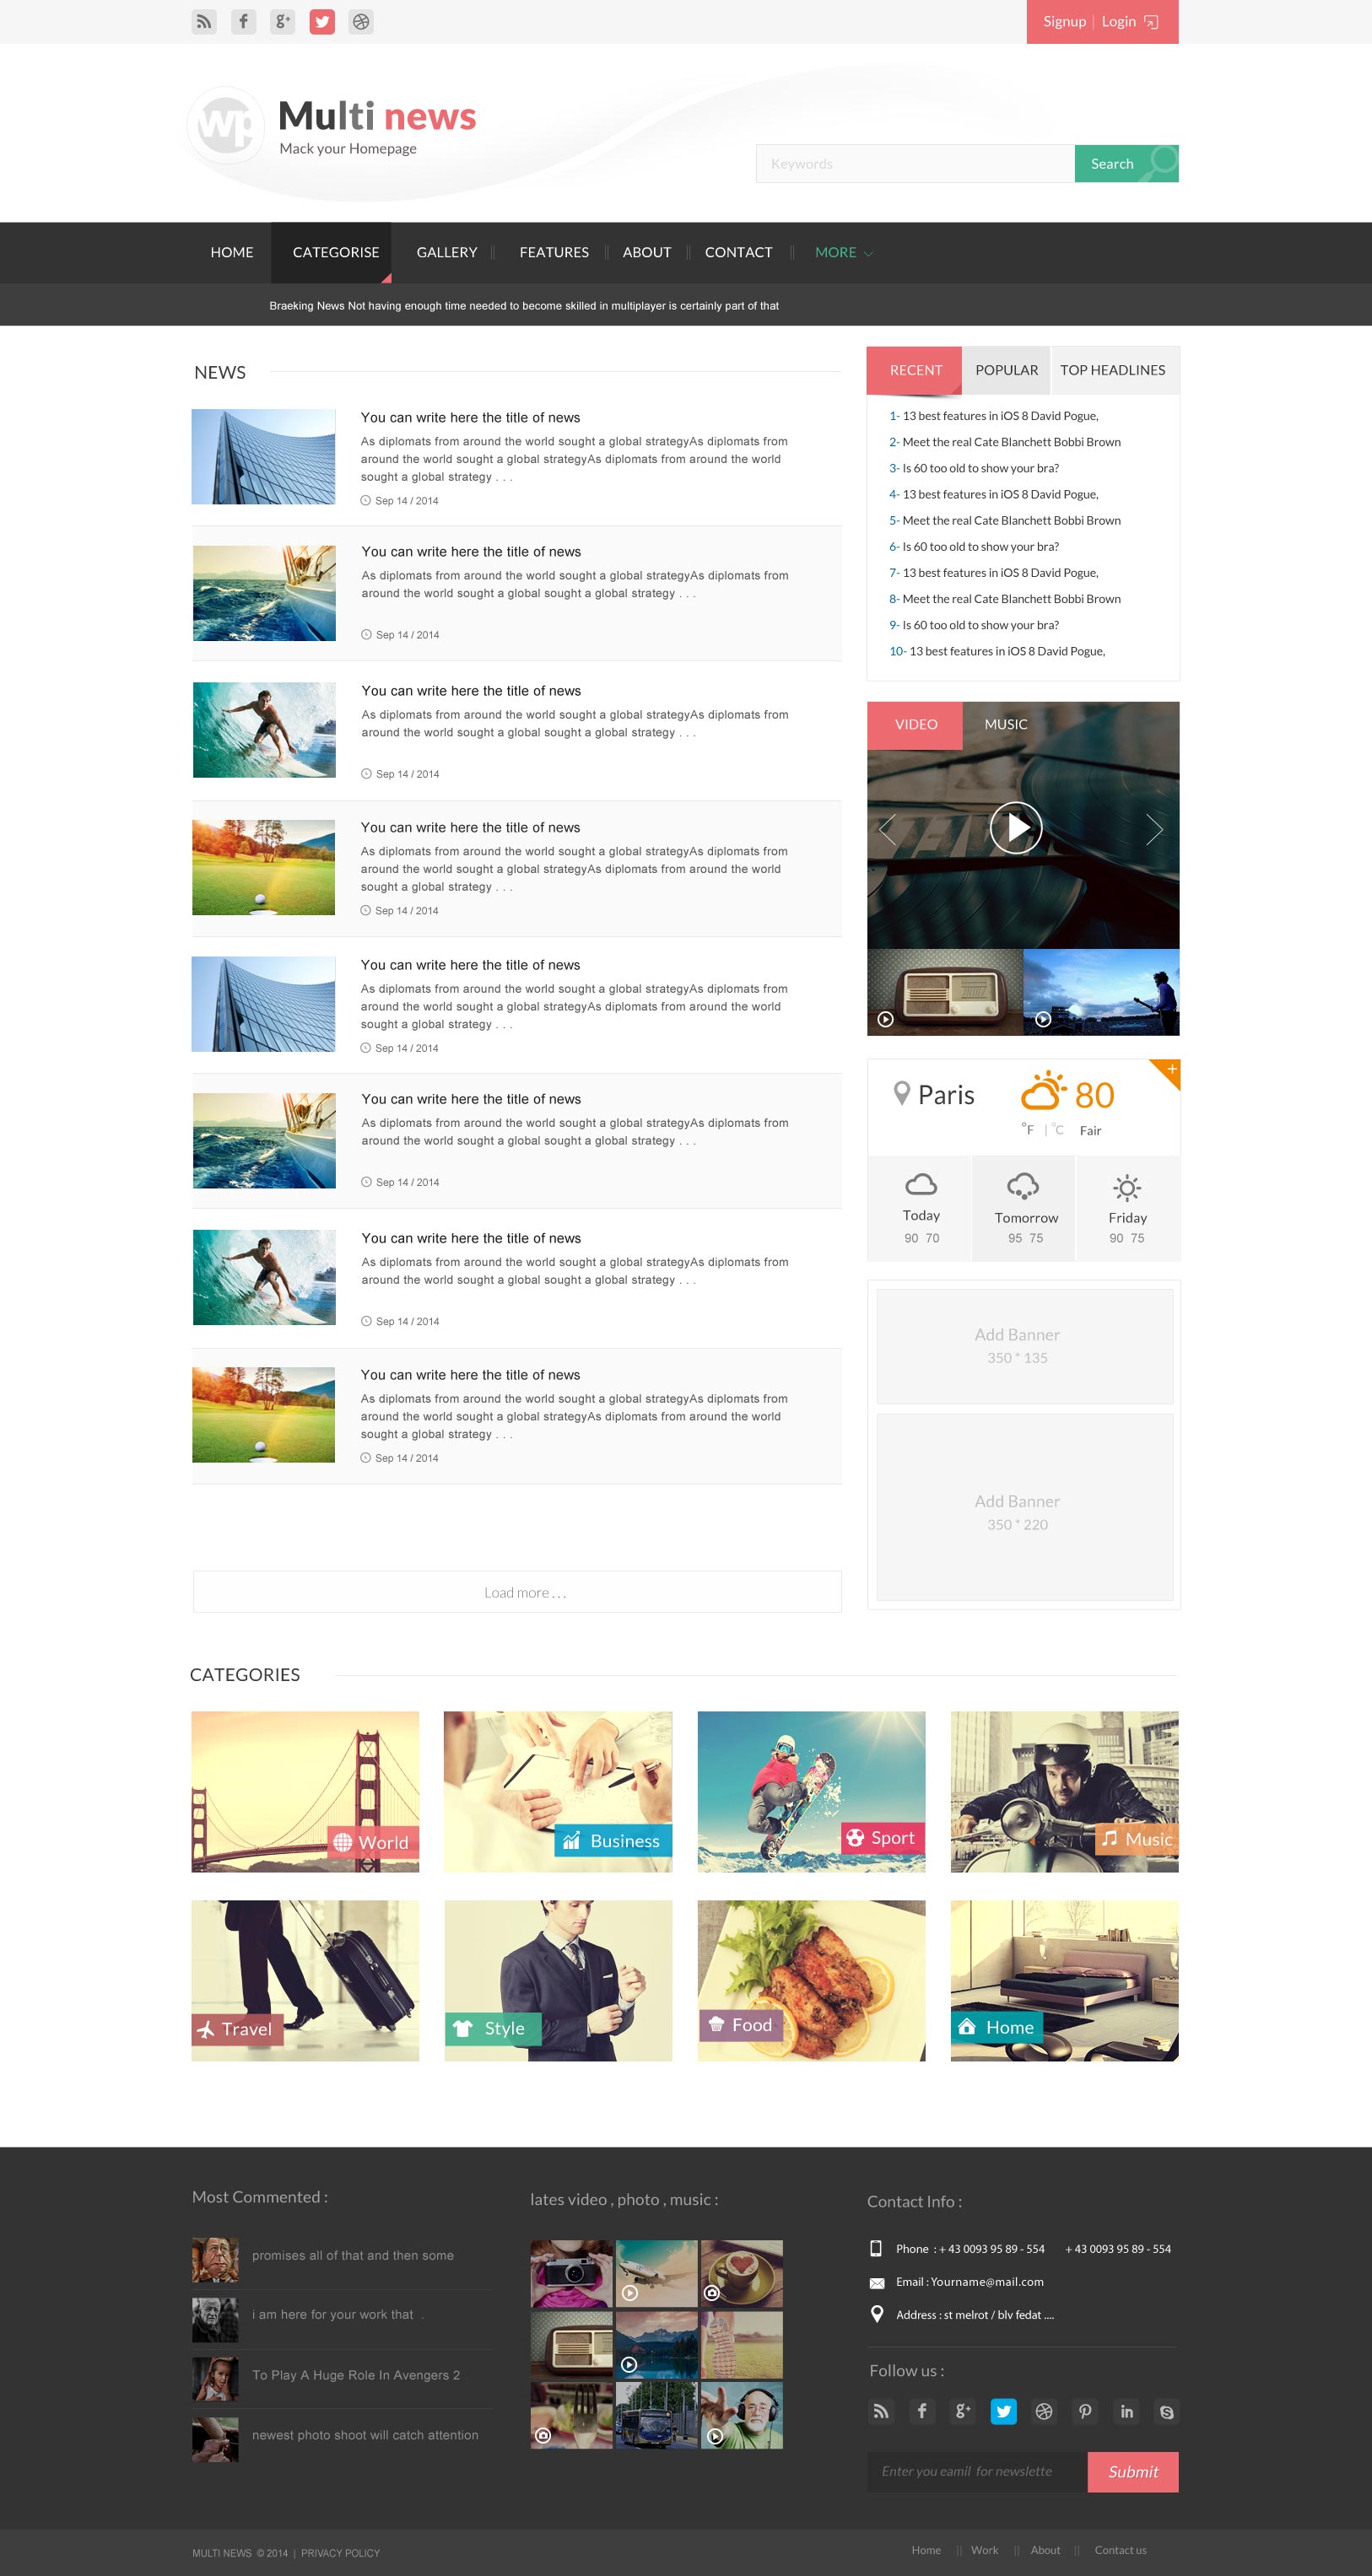 Signup | Login
wp
Multi news
Mack your Homepage
Keywords
Search
HOME
CATEGORISE
GALLERY
FEATURES
ABOUT
CONTACT
MORE
Braeking News Not having enough time needed to become skilled in multiplayer is certainly part of that
NEWS
You can write here the title of news
As diplomats from around the world sought a global strategyAs diplomats from
around the world sought a global strategyAs diplomats from around the world
sought a global strategy . . .
Sep 14 / 2014
You can write here the title of news
As diplomats from around the world sought a global strategyAs diplomats from
around the world sought a global sought a global strategy . . .
Sep 14 / 2014
You can write here the title of news
As diplomats from around the world sought a global strategyAs diplomats from
around the world sought a global sought a global strategy . . .
Sep 14 / 2014
You can write here the title of news
As diplomats from around the world sought a global strategyAs diplomats from
around the world sought a global strategyAs diplomats from around the world
sought a global strategy . . .
Sep 14 / 2014
You can write here the title of news
As diplomats from around the world sought a global strategyAs diplomats from
around the world sought a global strategyAs diplomats from around the world
sought a global strategy . . .
Sep 14 / 2014
You can write here the title of news
As diplomats from around the world sought a global strategyAs diplomats from
around the world sought a global sought a global strategy . . .
Sep 14 / 2014
You can write here the title of news
As diplomats from around the world sought a global strategyAs diplomats from
around the world sought a global sought a global strategy . . .
Sep 14 / 2014
You can write here the title of news
As diplomats from around the world sought a global strategyAs diplomats from
around the world sought a global strategyAs diplomats from around the world
sought a global strategy . . .
Sep 14 / 2014
Load more . . .
RECENT
POPULAR
TOP HEADLINES
1- 13 best features in iOS 8 David Pogue,
2- Meet the real Cate Blanchett Bobbi Brown
3- Is 60 too old to show your bra?
4- 13 best features in iOS 8 David Pogue,
5- Meet the real Cate Blanchett Bobbi Brown
6- Is 60 too old to show your bra?
7- 13 best features in iOS 8 David Pogue,
8- Meet the real Cate Blanchett Bobbi Brown
9- Is 60 too old to show your bra?
10- 13 best features in iOS 8 David Pogue,
VIDEO
MUSIC
Paris
80
°F | °C
Fair
Today
90 70
Tomorrow
95 75
Friday
90 75
Add Banner
350 * 135
Add Banner
350 * 220
CATEGORIES
World
Business
Sport
Music
Travel
Style
Food
Home
Most Commented :
promises all of that and then some
i am here for your work that .
To Play A Huge Role In Avengers 2
newest photo shoot will catch attention
lates video , photo , music :
Contact Info :
Phone : + 43 0093 95 89 - 554 + 43 0093 95 89 - 554
Email : Yourname@mail.com
Address : st melrot / blv fedat ....
Follow us :
Enter you eamil for newslette
Submit
MULTI NEWS © 2014 | PRIVACY POLICY
Home || Work || About || Contact us